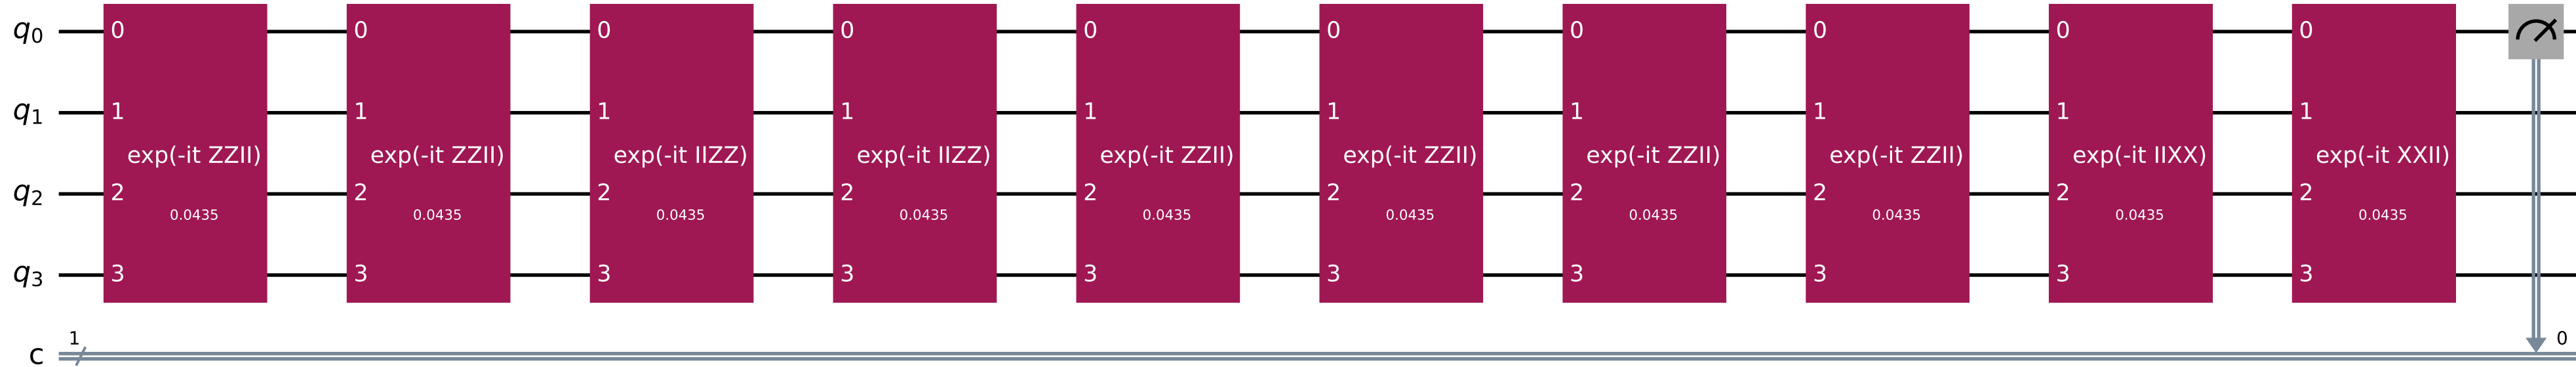 q0 0 0 0 0 0 0 0 0 0 0
q1 1 1 1 1 1 1 1 1 1 1
exp(-it ZZII) exp(-it ZZII) exp(-it IIZZ) exp(-it IIZZ) exp(-it ZZII) exp(-it ZZII) exp(-it ZZII) exp(-it ZZII) exp(-it IIXX) exp(-it XXII)
q2 2 2 2 2 2 2 2 2 2 2
0.0435 0.0435 0.0435 0.0435 0.0435 0.0435 0.0435 0.0435 0.0435 0.0435
q3 3 3 3 3 3 3 3 3 3 3
1 0
c